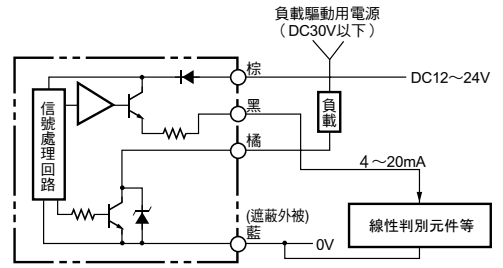 負載驅動用電源
（DC30V以下）
棕
DC12～24V
黑
負載
信號處理回路
橘
4～20mA
(遮蔽外被)
藍
0V
線性判別元件等